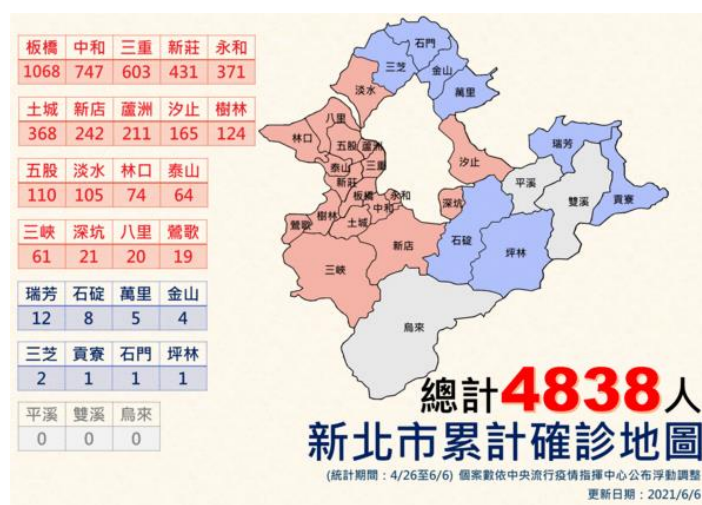 板橋 中和 三重 新莊 永和
1068 747 603 431 371
土城 新店 蘆洲 汐止 樹林
368 242 211 165 124
五股 淡水 林口 泰山
110 105 74 64
三峽 深坑 八里 鶯歌
61 21 20 19
瑞芳 石碇 萬里 金山
12 8 5 4
三芝 貢寮 石門 坪林
2 1 1 1
平溪 雙溪 烏來
0 0 0
石門
三芝
金山
萬里
淡水
八里
林口
五股
蘆洲
泰山
三重
新莊
板橋
永和
中和
樹林
土城
鶯歌
三峽
新店
深坑
汐止
石碇
坪林
平溪
瑞芳
雙溪
貢寮
烏來
總計4838人
新北市累計確診地圖
(統計期間：4/26至6/6) 個案數依中央流行疫情指揮中心公布浮動調整
更新日期：2021/6/6